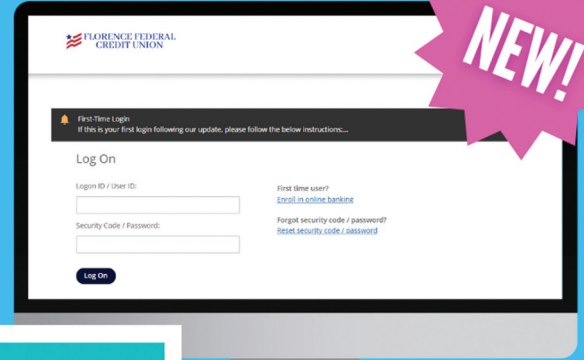 FLORENCE FEDERAL
CREDIT UNION
NEW!
First-Time Login
If this is your first login following our update, please follow the below instructions:...
Log On
Logon ID / User ID:
Security Code / Password:
Log On
First time user?
Enroll in online banking
Forgot security code / password?
Reset security code / password